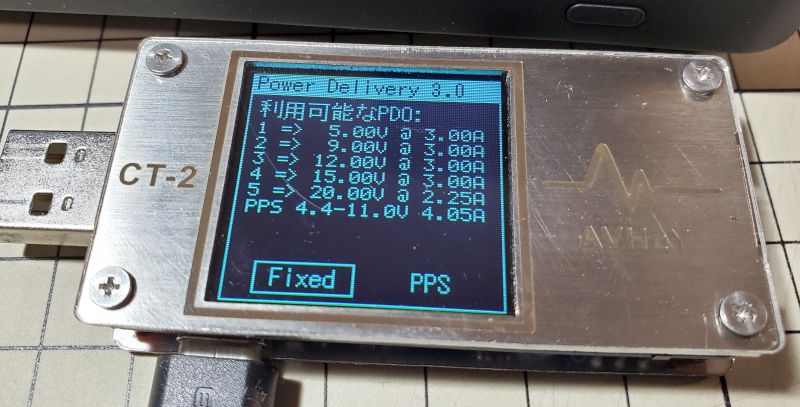 Power Delivery 3.0
利用可能なPDO:
1 => 5.00V @ 3.00A
2 => 9.00V @ 3.00A
3 => 12.00V @ 3.00A
4 => 15.00V @ 3.00A
5 => 20.00V @ 2.25A
PPS 4.4-11.0V 4.05A
Fixed PPS
CT-2
AVHzY